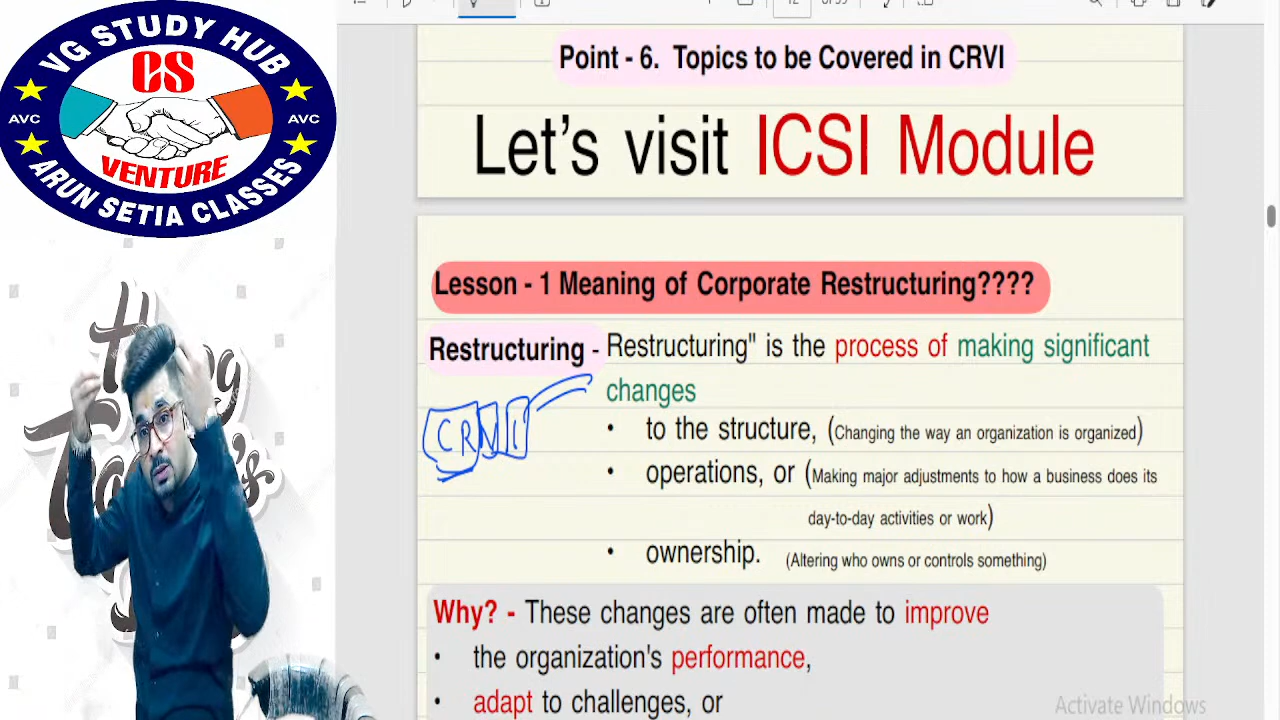 VG STUDY HUB
CS
AVC
AVC
VENTURE
ARUN SETIA CLASSES
Point - 6. Topics to be Covered in CRVI
Let's visit ICSI Module
Lesson - 1 Meaning of Corporate Restructuring????
Restructuring - Restructuring" is the process of making significant
changes
CRVI
• to the structure, (Changing the way an organization is organized)
• operations, or (Making major adjustments to how a business does its
day-to-day activities or work)
• ownership. (Altering who owns or controls something)
Why? - These changes are often made to improve
• the organization's performance,
• adapt to challenges, or
Activate Windows